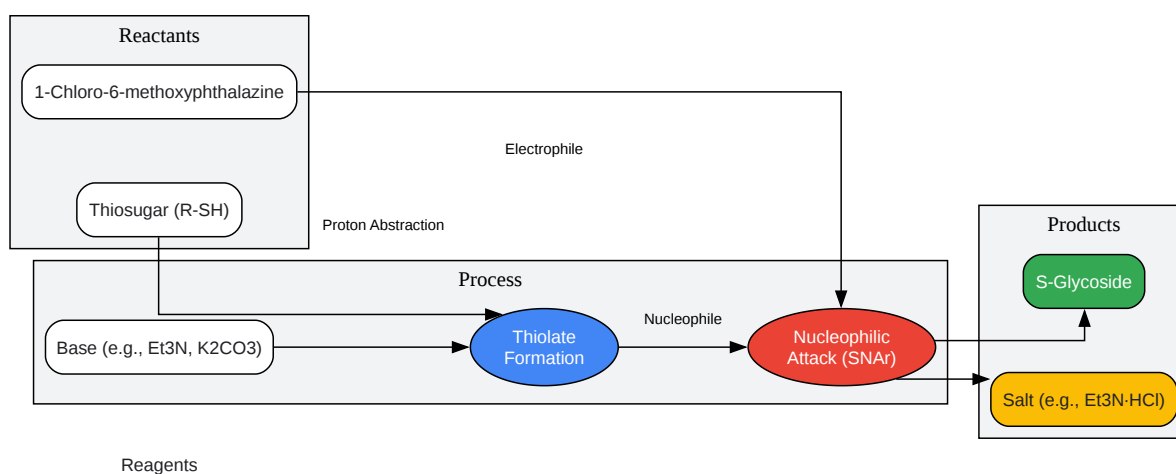 Reactants
1-Chloro-6-methoxyphthalazine
Electrophile
Thiosugar (R-SH)
Proton Abstraction
Products
Process
S-Glycoside
Base (e.g., Et3N, K2CO3)
Thiolate
Formation
Nucleophile
Nucleophilic
Attack (SNAr)
Salt (e.g., Et3N·HCl)
Reagents